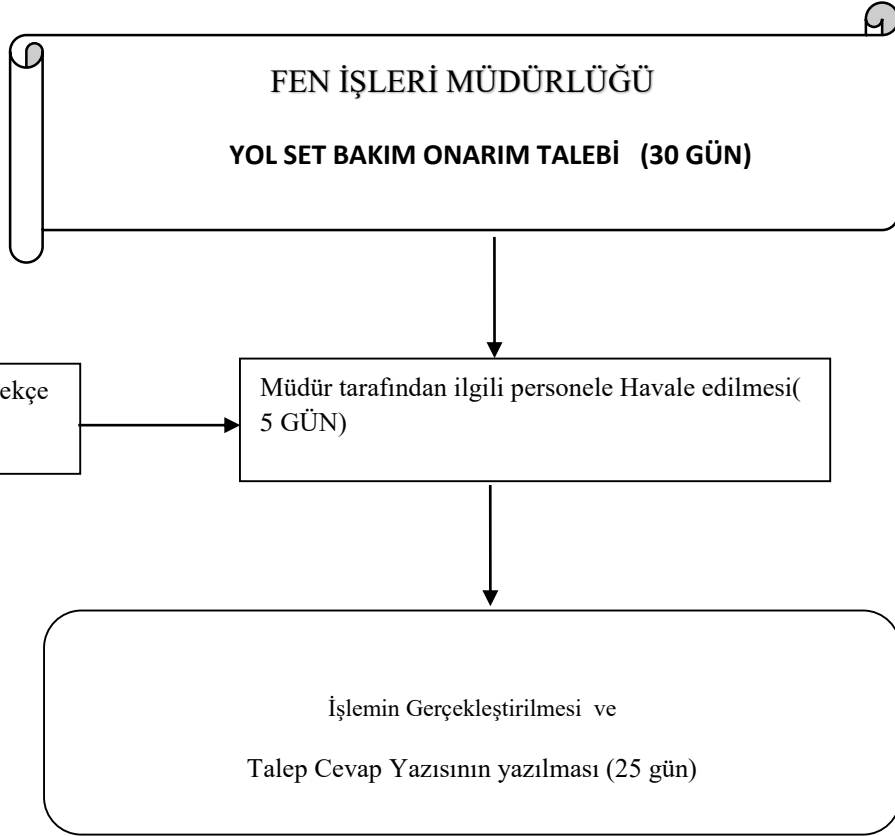 FEN İŞLERİ MÜDÜRLÜĞÜ
YOL SET BAKIM ONARIM TALEBİ (30 GÜN)
ekçe
Müdür tarafından ilgili personele Havale edilmesi(
5 GÜN)
İşlemin Gerçekleştirilmesi ve
Talep Cevap Yazısının yazılması (25 gün)